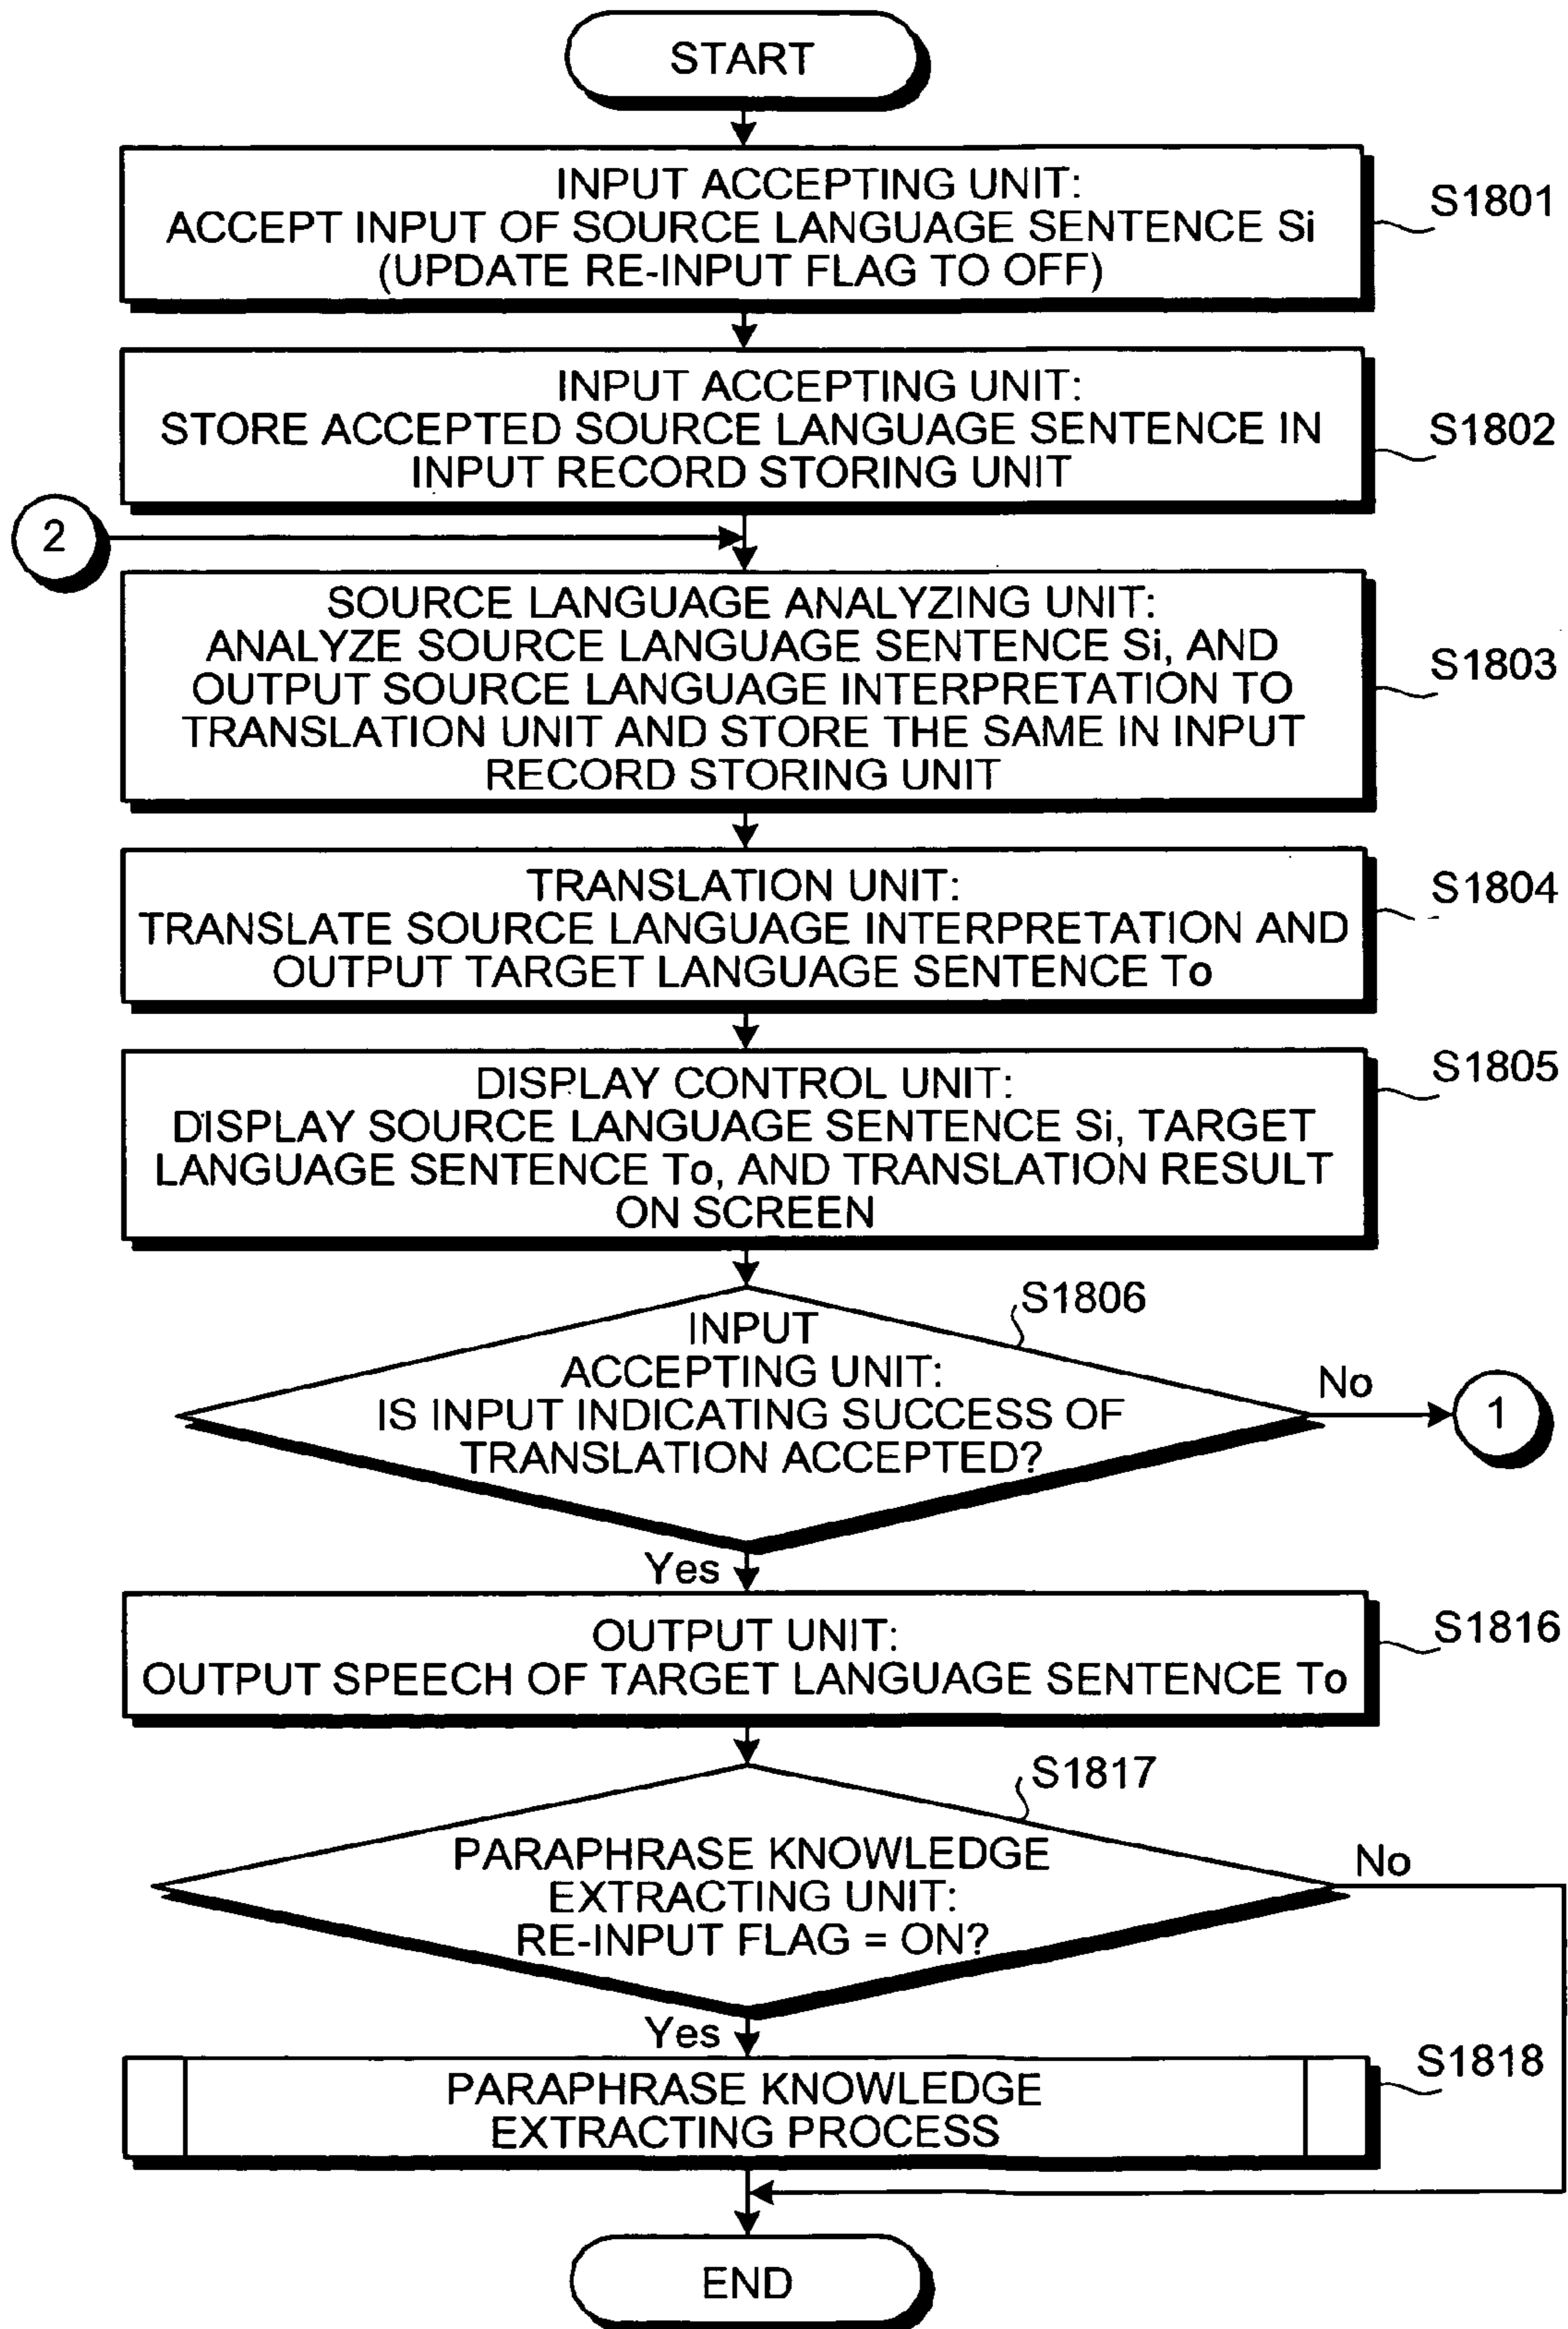 START
INPUT ACCEPTING UNIT:
ACCEPT INPUT OF SOURCE LANGUAGE SENTENCE Si
(UPDATE RE-INPUT FLAG TO OFF)
S1801
INPUT ACCEPTING UNIT:
STORE ACCEPTED SOURCE LANGUAGE SENTENCE IN
INPUT RECORD STORING UNIT
S1802
2
SOURCE LANGUAGE ANALYZING UNIT:
ANALYZE SOURCE LANGUAGE SENTENCE Si, AND
OUTPUT SOURCE LANGUAGE INTERPRETATION TO
TRANSLATION UNIT AND STORE THE SAME IN INPUT
RECORD STORING UNIT
S1803
TRANSLATION UNIT:
TRANSLATE SOURCE LANGUAGE INTERPRETATION AND
OUTPUT TARGET LANGUAGE SENTENCE To
S1804
DISPLAY CONTROL UNIT:
DISPLAY SOURCE LANGUAGE SENTENCE Si, TARGET
LANGUAGE SENTENCE To, AND TRANSLATION RESULT
ON SCREEN
S1805
S1806
INPUT
ACCEPTING UNIT:
IS INPUT INDICATING SUCCESS OF
TRANSLATION ACCEPTED?
No
1
Yes
OUTPUT UNIT:
OUTPUT SPEECH OF TARGET LANGUAGE SENTENCE To
S1816
S1817
PARAPHRASE KNOWLEDGE
EXTRACTING UNIT:
RE-INPUT FLAG = ON?
No
Yes
PARAPHRASE KNOWLEDGE
EXTRACTING PROCESS
S1818
END